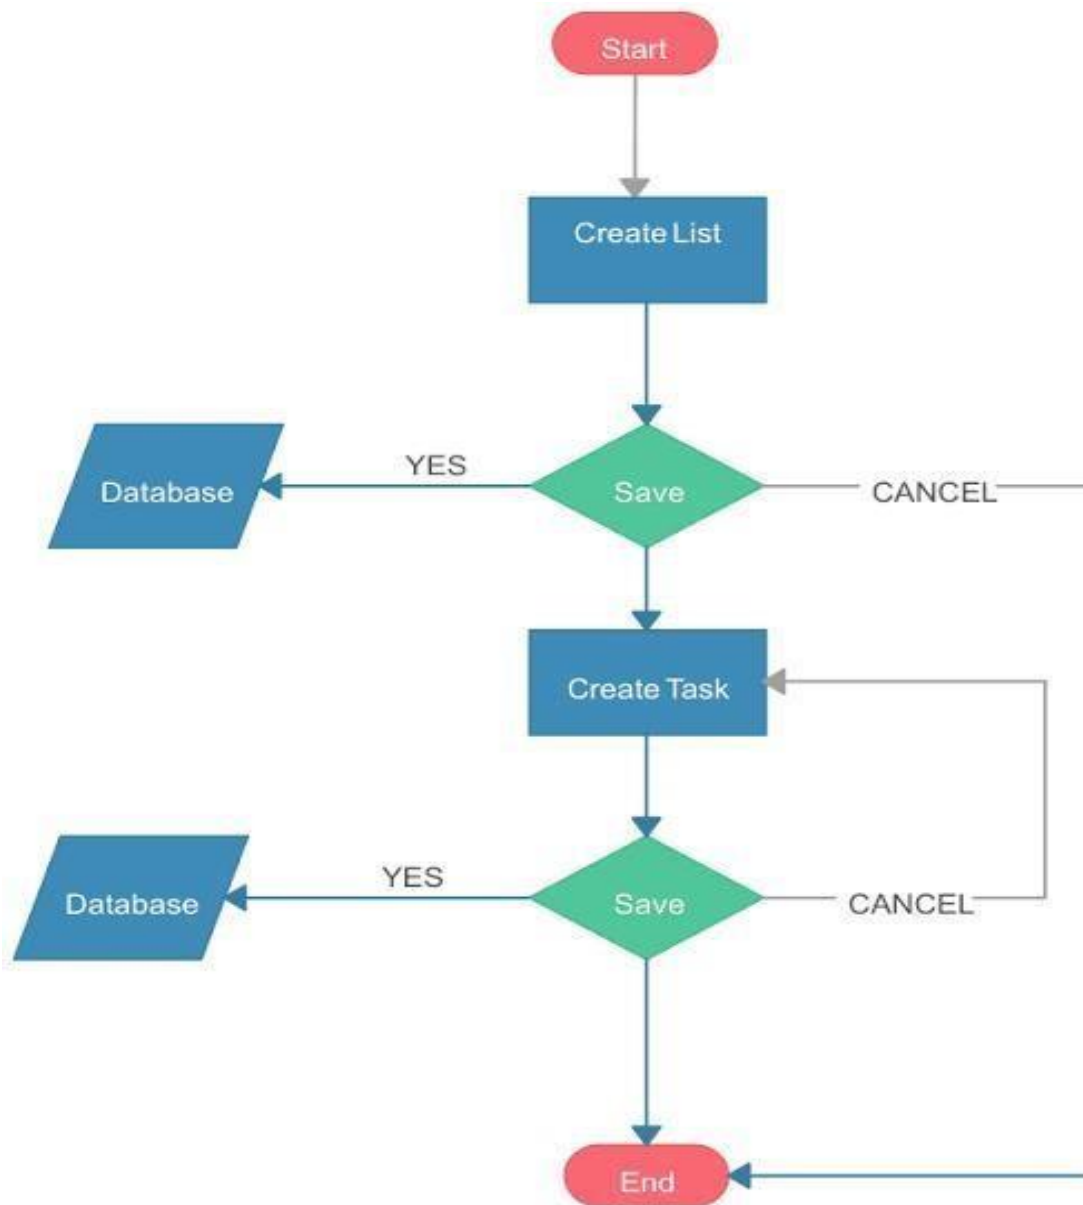 Start
Create List
YES
Database
Save
CANCEL
Create Task
YES
Database
Save
CANCEL
End